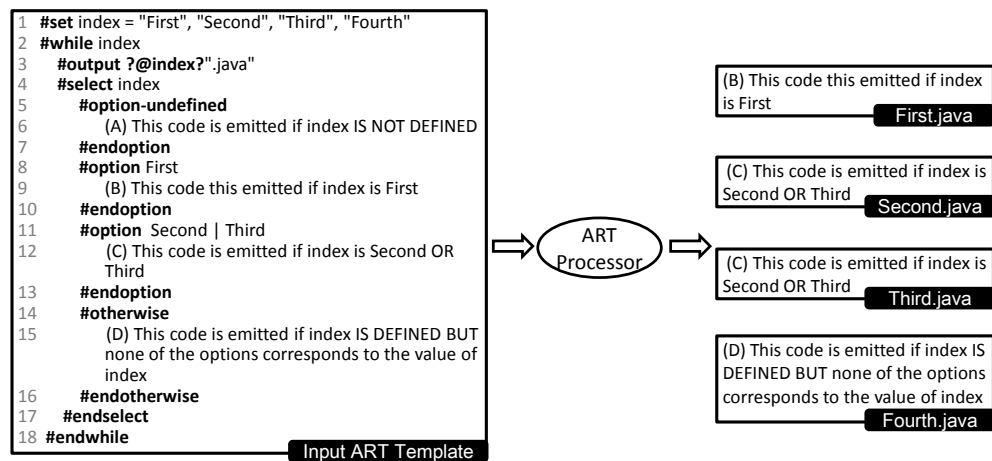 1 #set index = "First", "Second", "Third", "Fourth"
2 #while index
3 #output ?@index?".java"
4 #select index
5 #option-undefined
6 (A) This code is emitted if index IS NOT DEFINED
7 #endoption
8 #option First
9 (B) This code this emitted if index is First
10 #endoption
11 #option Second | Third
12 (C) This code is emitted if index is Second OR
Third
13 #endoption
14 #otherwise
15 (D) This code is emitted if index IS DEFINED BUT
none of the options corresponds to the value of
index
16 #endotherwise
17 #endselect
18 #endwhile
Input ART Template
ART
Processor
(B) This code this emitted if index
is First
First.java
(C) This code is emitted if index is
Second OR Third
Second.java
(C) This code is emitted if index is
Second OR Third
Third.java
(D) This code is emitted if index IS
DEFINED BUT none of the options
corresponds to the value of index
Fourth.java